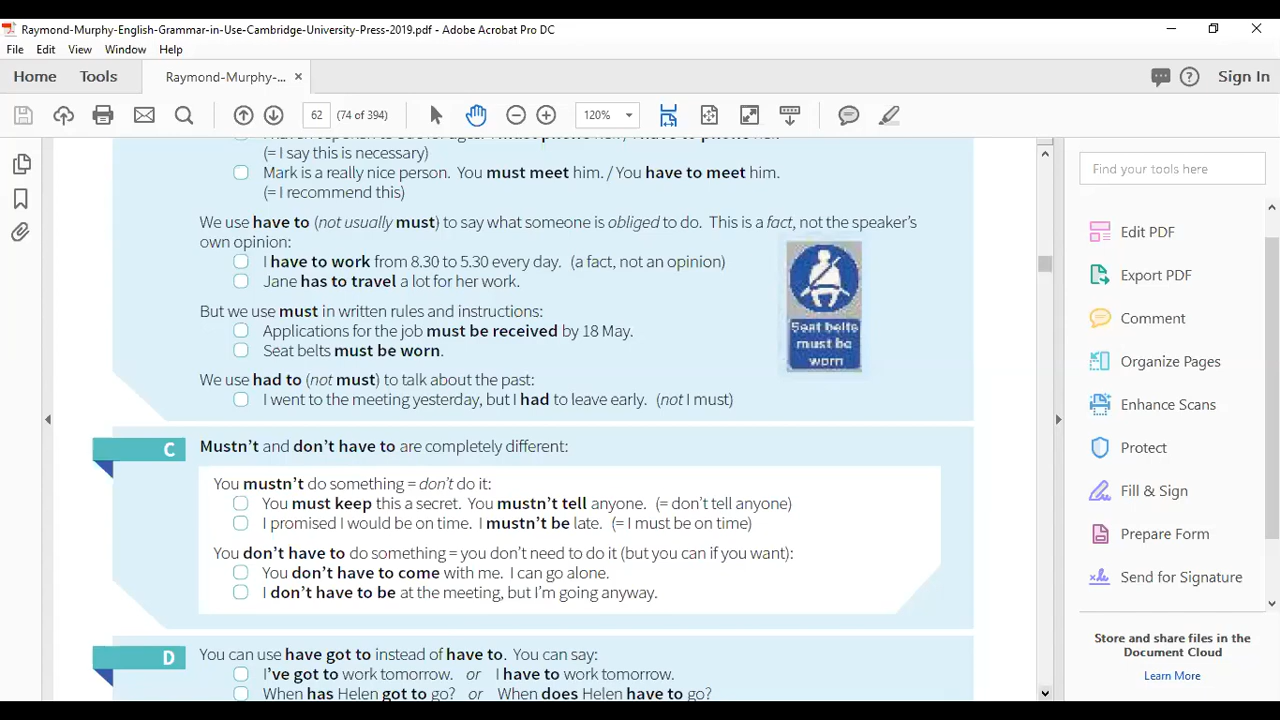 Raymond-Murphy-English-Grammar-in-Use-Cambridge-University-Press-2019.pdf - Adobe Acrobat Pro DC
File Edit View Window Help
Home Tools Raymond-Murphy-... × Sign In
62 (74 of 394) 120%
(= I say this is necessary)
Mark is a really nice person. You must meet him. / You have to meet him.
(= I recommend this)
We use have to (not usually must) to say what someone is obliged to do. This is a fact, not the speaker's
own opinion:
I have to work from 8.30 to 5.30 every day. (a fact, not an opinion)
Jane has to travel a lot for her work.
But we use must in written rules and instructions:
Applications for the job must be received by 18 May.
Seat belts must be worn.
Seat belts
must be
worn
We use had to (not must) to talk about the past:
I went to the meeting yesterday, but I had to leave early. (not I must)
C Mustn't and don't have to are completely different:
You mustn't do something = don't do it:
You must keep this a secret. You mustn't tell anyone. (= don't tell anyone)
I promised I would be on time. I mustn't be late. (= I must be on time)
You don't have to do something = you don't need to do it (but you can if you want):
You don't have to come with me. I can go alone.
I don't have to be at the meeting, but I'm going anyway.
D You can use have got to instead of have to. You can say:
I've got to work tomorrow. or I have to work tomorrow.
When has Helen got to go? or When does Helen have to go?
Find your tools here
Edit PDF
Export PDF
Comment
Organize Pages
Enhance Scans
Protect
Fill & Sign
Prepare Form
Send for Signature
Store and share files in the
Document Cloud
Learn More